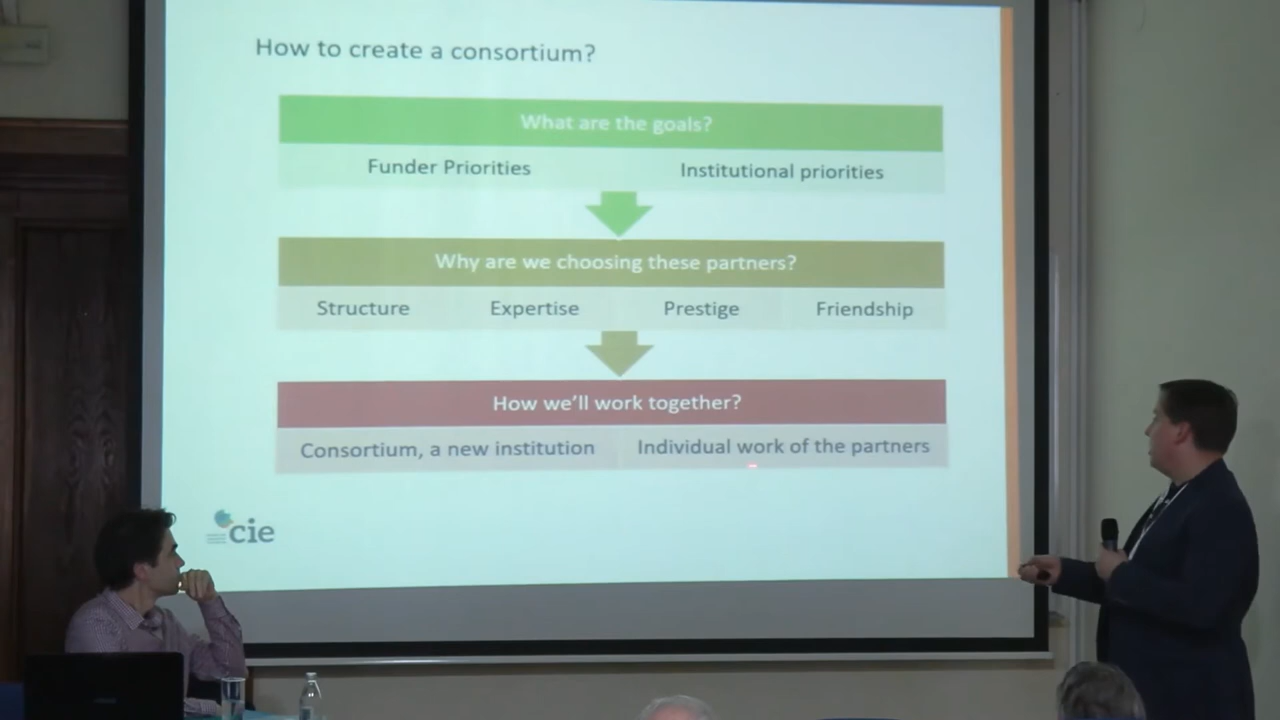 How to create a consortium?
What are the goals?
Funder Priorities Institutional priorities
Why are we choosing these partners?
Structure Expertise Prestige Friendship
How we'll work together?
Consortium, a new institution Individual work of the partners
cie